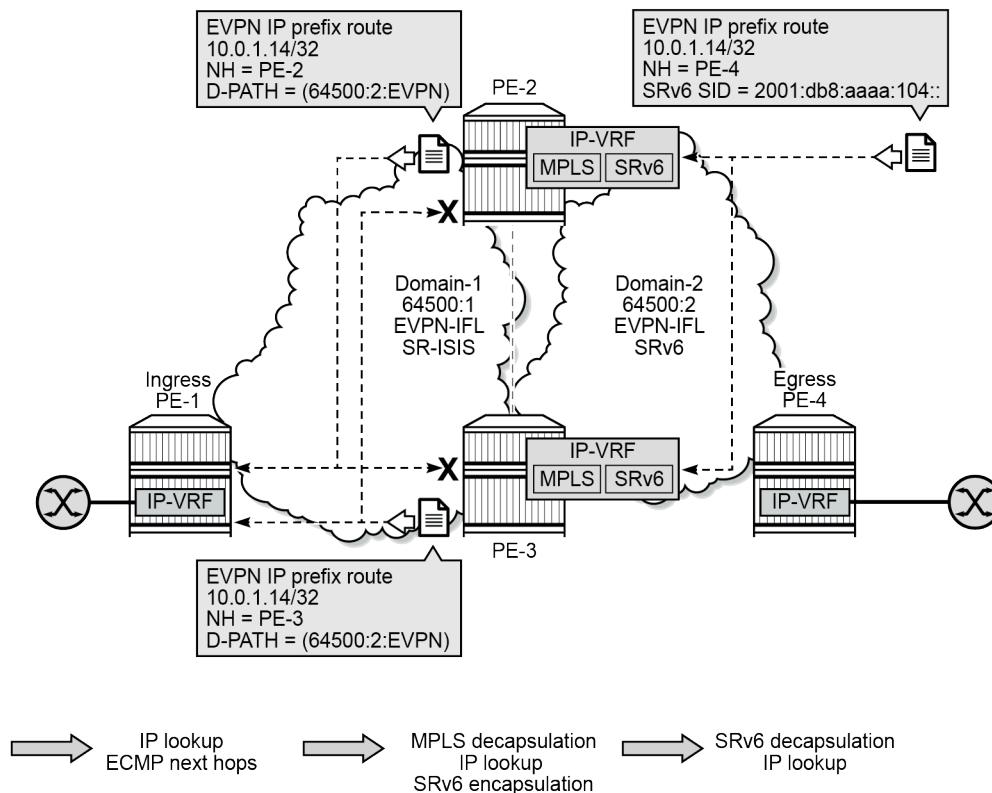 EVPN IP prefix route
10.0.1.14/32
NH = PE-2
D-PATH = (64500:2:EVPN)
EVPN IP prefix route
10.0.1.14/32
NH = PE-4
SRv6 SID = 2001:db8:aaaa:104::
PE-2
IP-VRF
MPLS
SRv6
X
Domain-1
64500:1
EVPN-IFL
SR-ISIS
Domain-2
64500:2
EVPN-IFL
SRv6
Ingress
PE-1
IP-VRF
Egress
PE-4
IP-VRF
X
IP-VRF
MPLS
SRv6
PE-3
EVPN IP prefix route
10.0.1.14/32
NH = PE-3
D-PATH = (64500:2:EVPN)
IP lookup
ECMP next hops
MPLS decapsulation
IP lookup
SRv6 encapsulation
SRv6 decapsulation
IP lookup